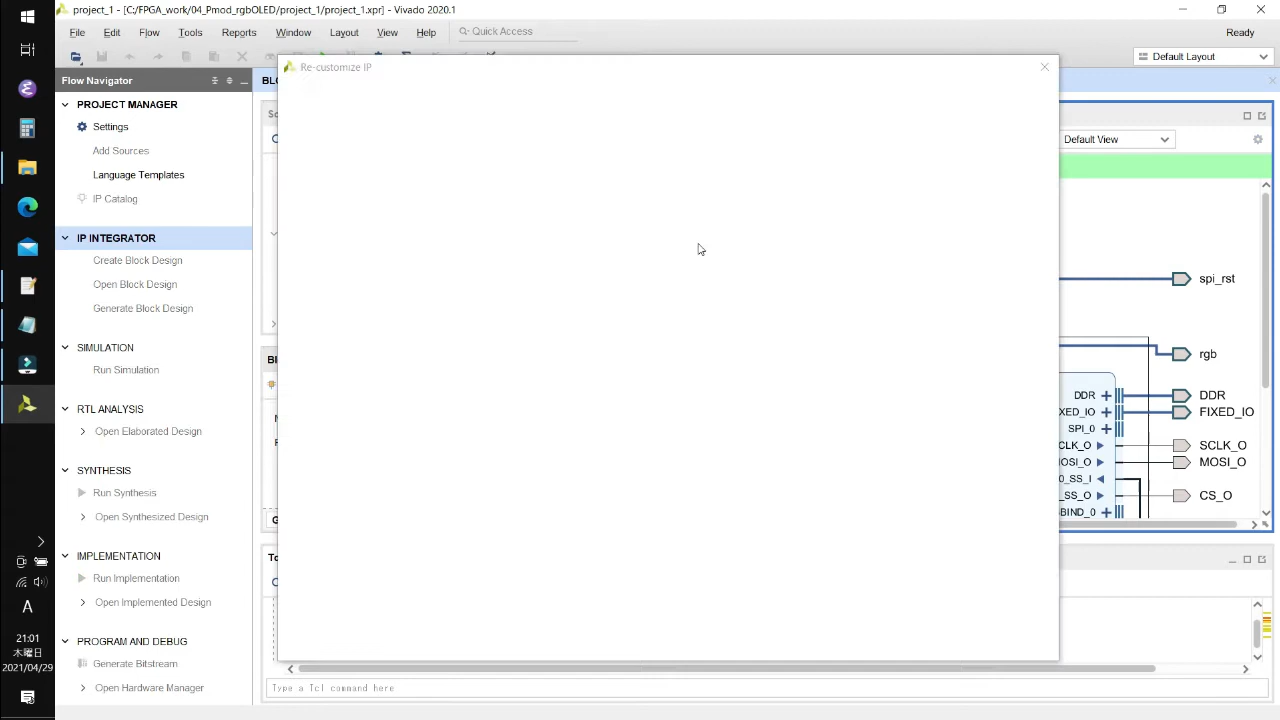 project_1 - [C:/FPGA_work/04_Pmod_rgbOLED/project_1/project_1.xpr] - Vivado 2020.1
File Edit Flow Tools Reports Window Layout View Help Quick Access Ready
Default Layout
Flow Navigator
Re-customize IP
PROJECT MANAGER
Settings
Add Sources
Language Templates
IP Catalog
IP INTEGRATOR
Create Block Design
Open Block Design
Generate Block Design
SIMULATION
Run Simulation
RTL ANALYSIS
Open Elaborated Design
SYNTHESIS
Run Synthesis
Open Synthesized Design
IMPLEMENTATION
Run Implementation
Open Implemented Design
PROGRAM AND DEBUG
Generate Bitstream
Open Hardware Manager
Default View
spi_rst
rgb
DDR DDR
XED_IO FIXED_IO
SPI_0
CLK_O SCLK_O
MOSI_O
0_SS_I
_SS_O CS_O
BIND_0
Type a Tcl command here
A
21:01
木曜日
2021/04/29